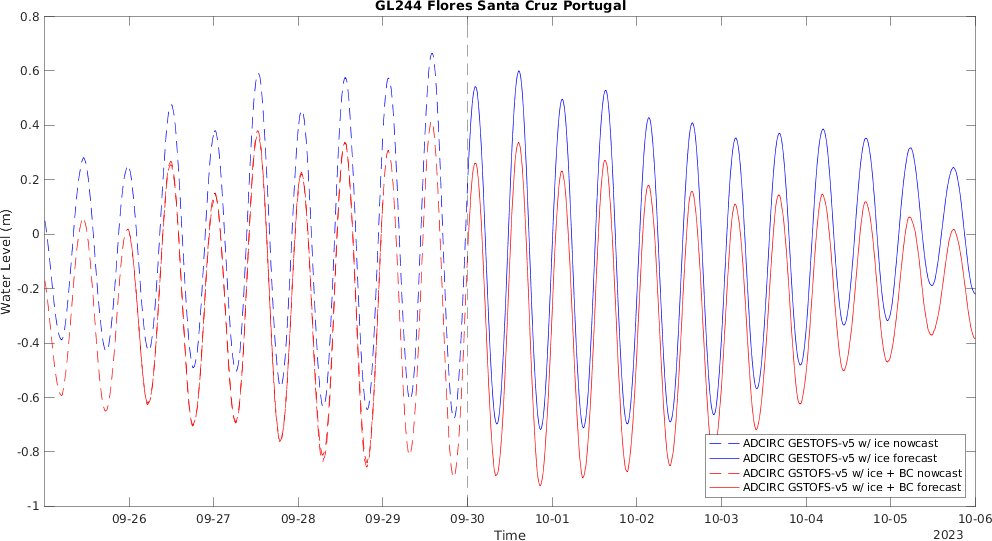 GL244 Flores Santa Cruz Portugal
0.8
0.6
0.4
0.2
0
-0.2
-0.4
-0.6
-0.8
-1
Water Level (m)
ADCIRC GESTOFS-v5 w/ ice nowcast
ADCIRC GESTOFS-v5 w/ ice forecast
ADCIRC GSTOFS-v5 w/ ice + BC nowcast
ADCIRC GSTOFS-v5 w/ ice + BC forecast
09-26 09-27 09-28 09-29 09-30 10-01 10-02 10-03 10-04 10-05 10-06
Time
2023